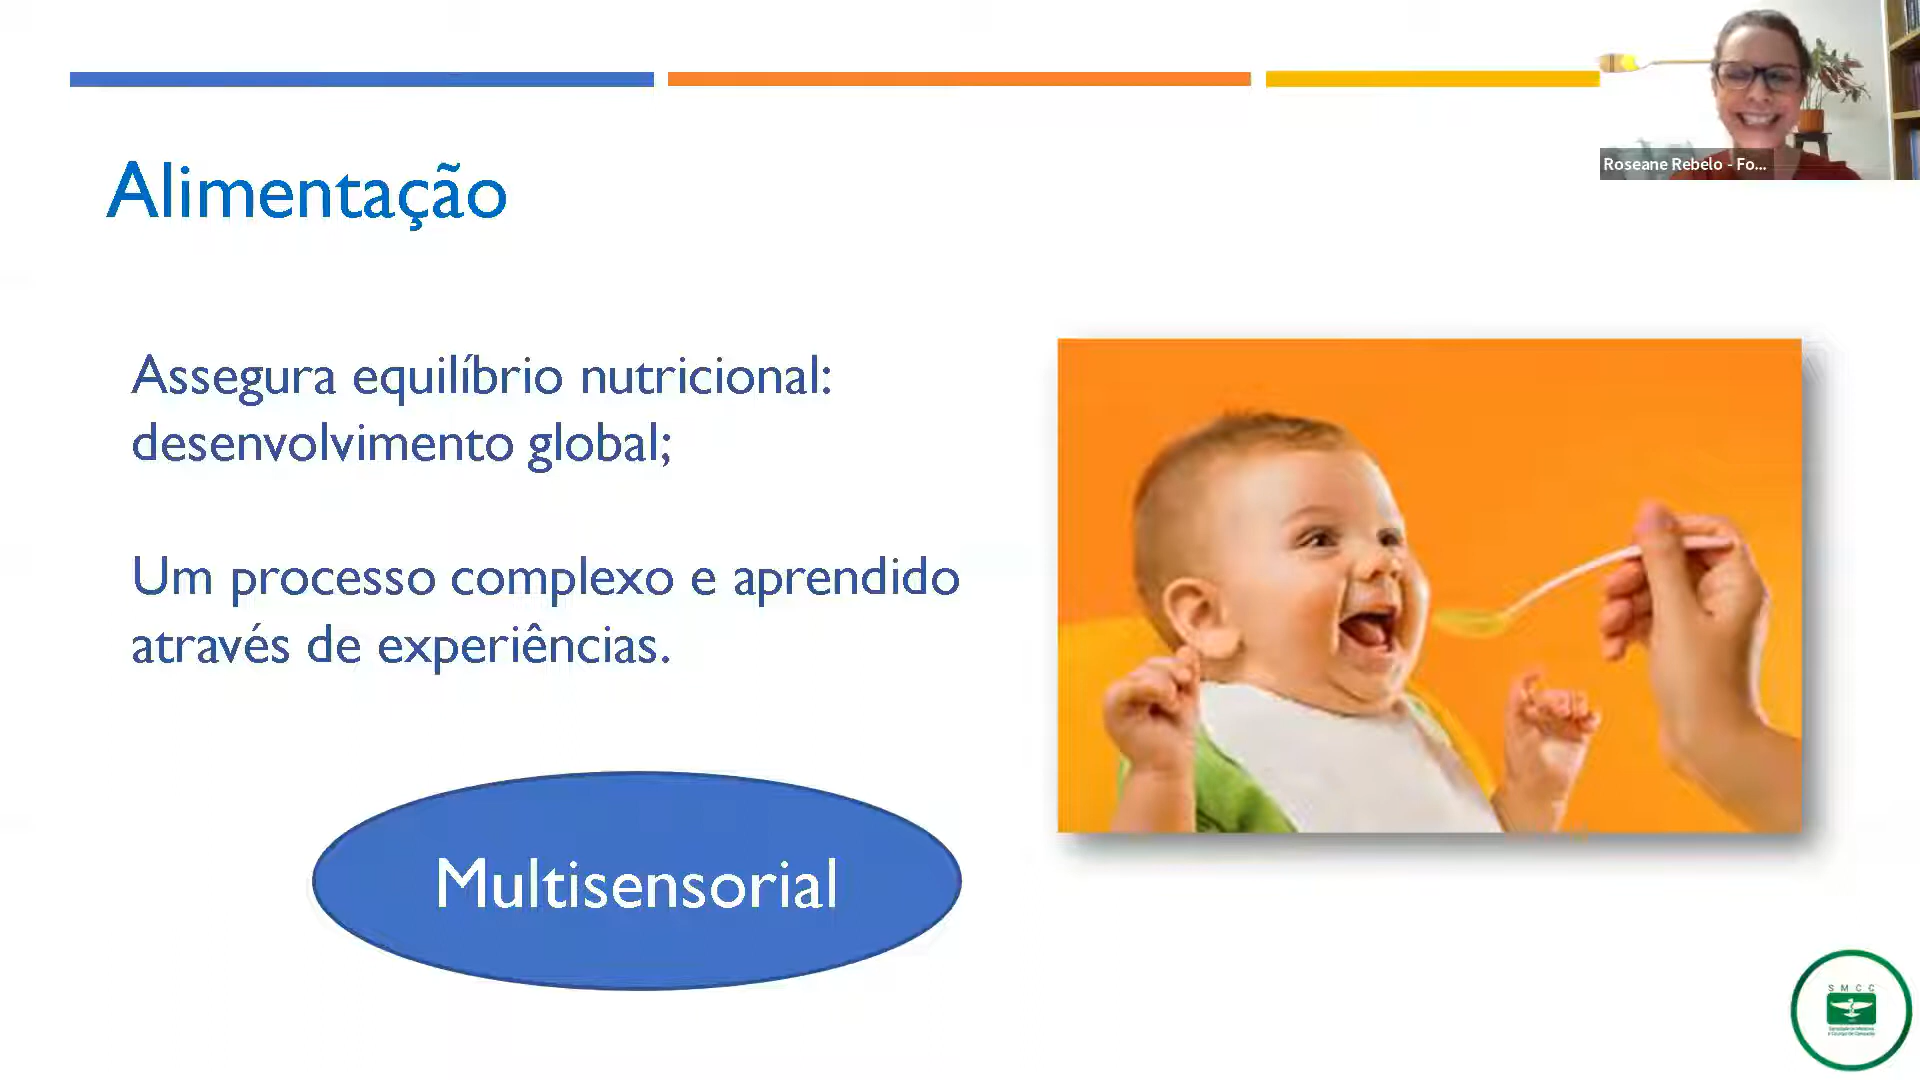 Roseane Rebelo - Fo...
Alimentação
Assegura equilíbrio nutricional:
desenvolvimento global;
Um processo complexo e aprendido
através de experiências.
Multisensorial
SMCC